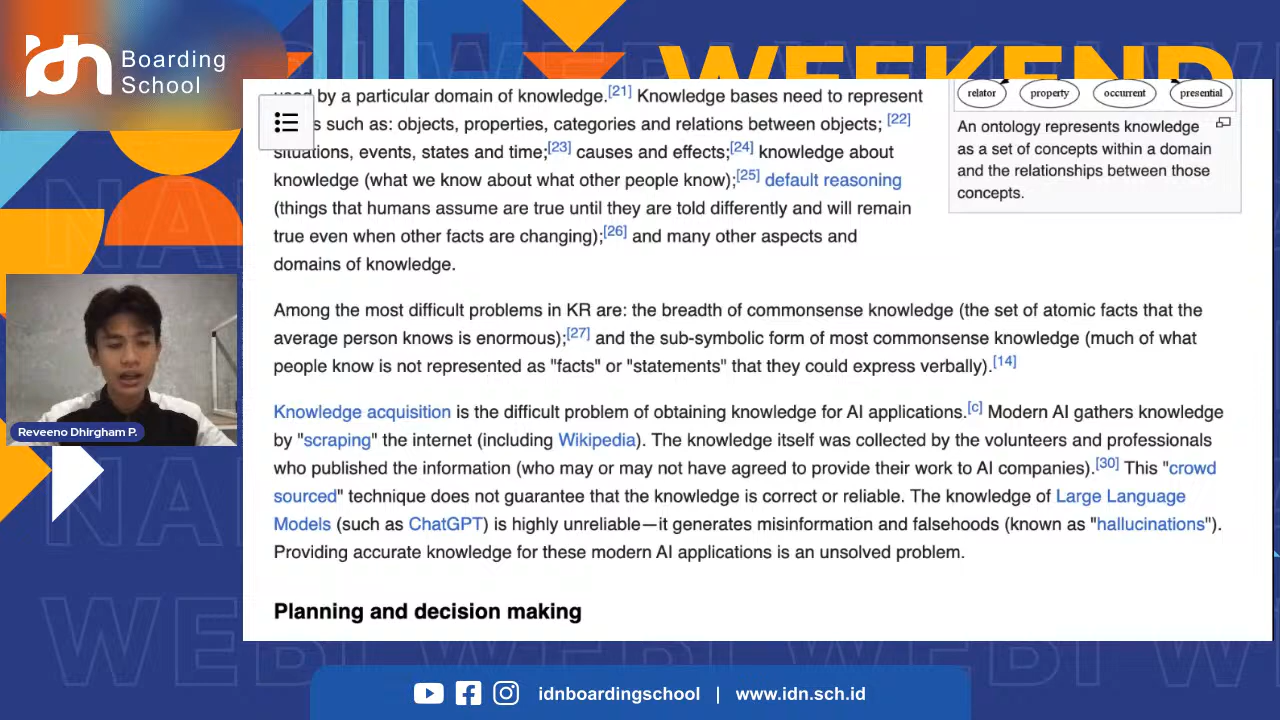 idn Boarding
School
WEEKEND
used by a particular domain of knowledge.[21] Knowledge bases need to represent
s such as: objects, properties, categories and relations between objects; [22]
situations, events, states and time;[23] causes and effects;[24] knowledge about
knowledge (what we know about what other people know);[25] default reasoning
(things that humans assume are true until they are told differently and will remain
true even when other facts are changing);[26] and many other aspects and
domains of knowledge.
relator property occurrent presential
An ontology represents knowledge
as a set of concepts within a domain
and the relationships between those
concepts.
Among the most difficult problems in KR are: the breadth of commonsense knowledge (the set of atomic facts that the
average person knows is enormous);[27] and the sub-symbolic form of most commonsense knowledge (much of what
people know is not represented as "facts" or "statements" that they could express verbally).[14]
Knowledge acquisition is the difficult problem of obtaining knowledge for AI applications.[c] Modern AI gathers knowledge
by "scraping" the internet (including Wikipedia). The knowledge itself was collected by the volunteers and professionals
who published the information (who may or may not have agreed to provide their work to AI companies).[30] This "crowd
sourced" technique does not guarantee that the knowledge is correct or reliable. The knowledge of Large Language
Models (such as ChatGPT) is highly unreliable—it generates misinformation and falsehoods (known as "hallucinations").
Providing accurate knowledge for these modern AI applications is an unsolved problem.
Planning and decision making
Reveeno Dhirgham P.
idnboardingschool | www.idn.sch.id